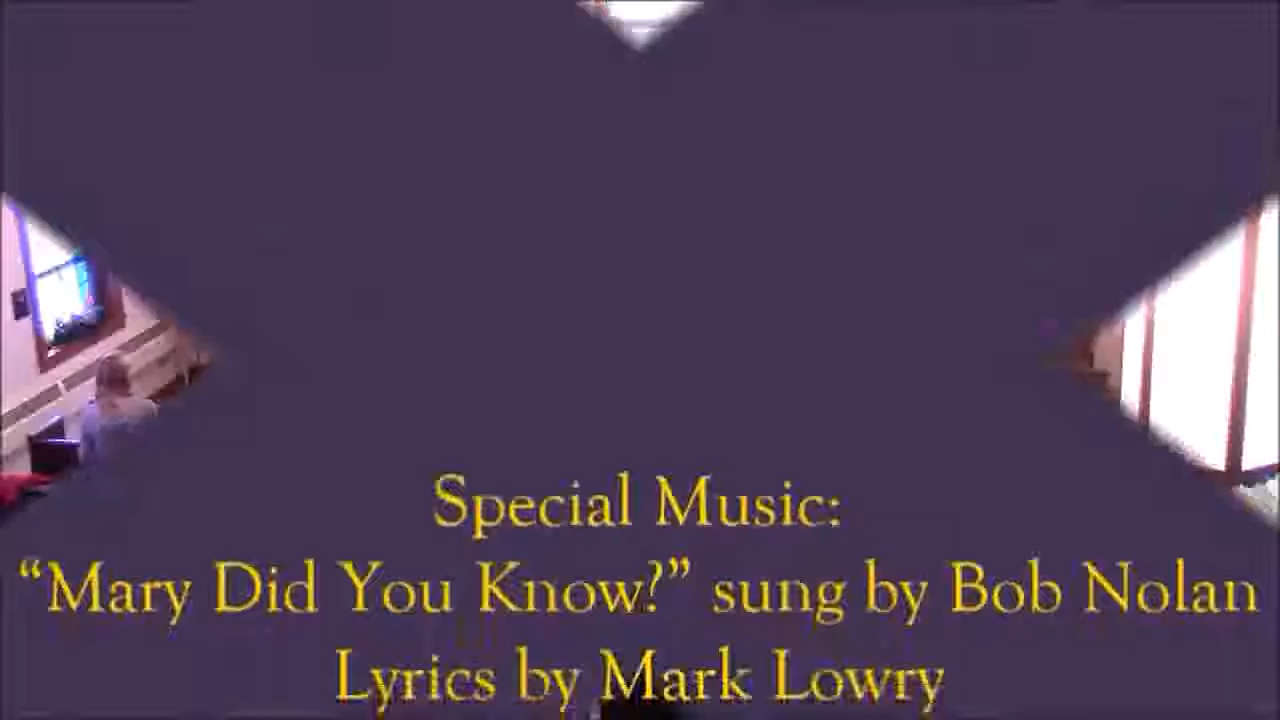 Special Music:
“Mary Did You Know?” sung by Bob Nolan
Lyrics by Mark Lowry